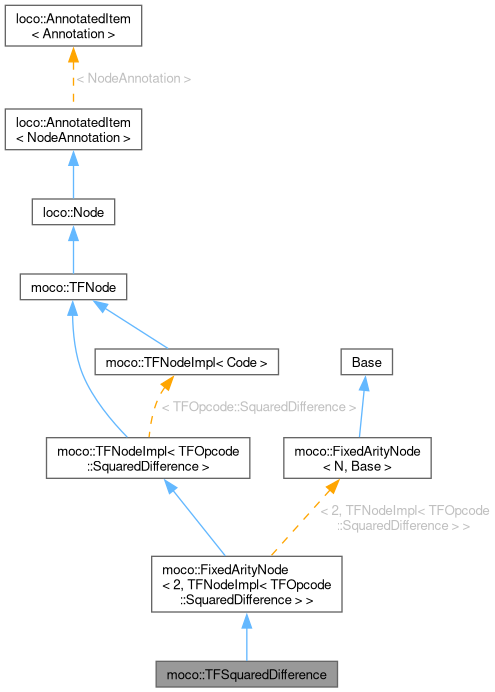 loco::AnnotatedItem
< Annotation >
< NodeAnnotation >
loco::AnnotatedItem
< NodeAnnotation >
loco::Node
moco::TFNode
moco::TFNodeImpl< Code >
Base
< TFOpcode::SquaredDifference >
moco::TFNodeImpl< TFOpcode
::SquaredDifference >
moco::FixedArityNode
< N, Base >
< 2, TFNodeImpl< TFOpcode
::SquaredDifference > >
moco::FixedArityNode
< 2, TFNodeImpl< TFOpcode
::SquaredDifference > >
moco::TFSquaredDifference